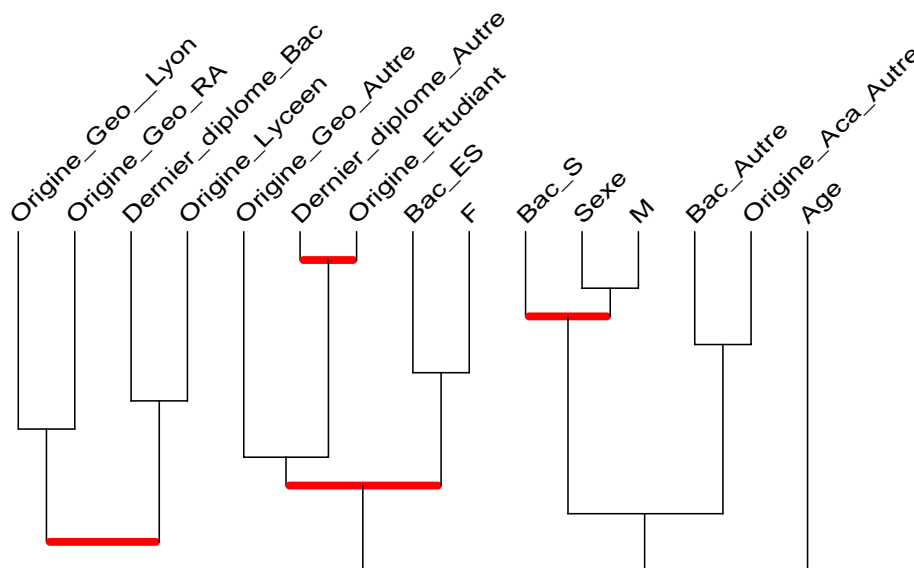 Origine_Geo__Lyon
Origine_Geo_RA
Dernier_diplome_Bac
Origine_Lyceen
Origine_Geo_Autre
Dernier_diplome_Autre
Origine_Etudiant
Bac_ES
F
Bac_S
Sexe
M
Bac_Autre
Origine_Aca_Autre
Age